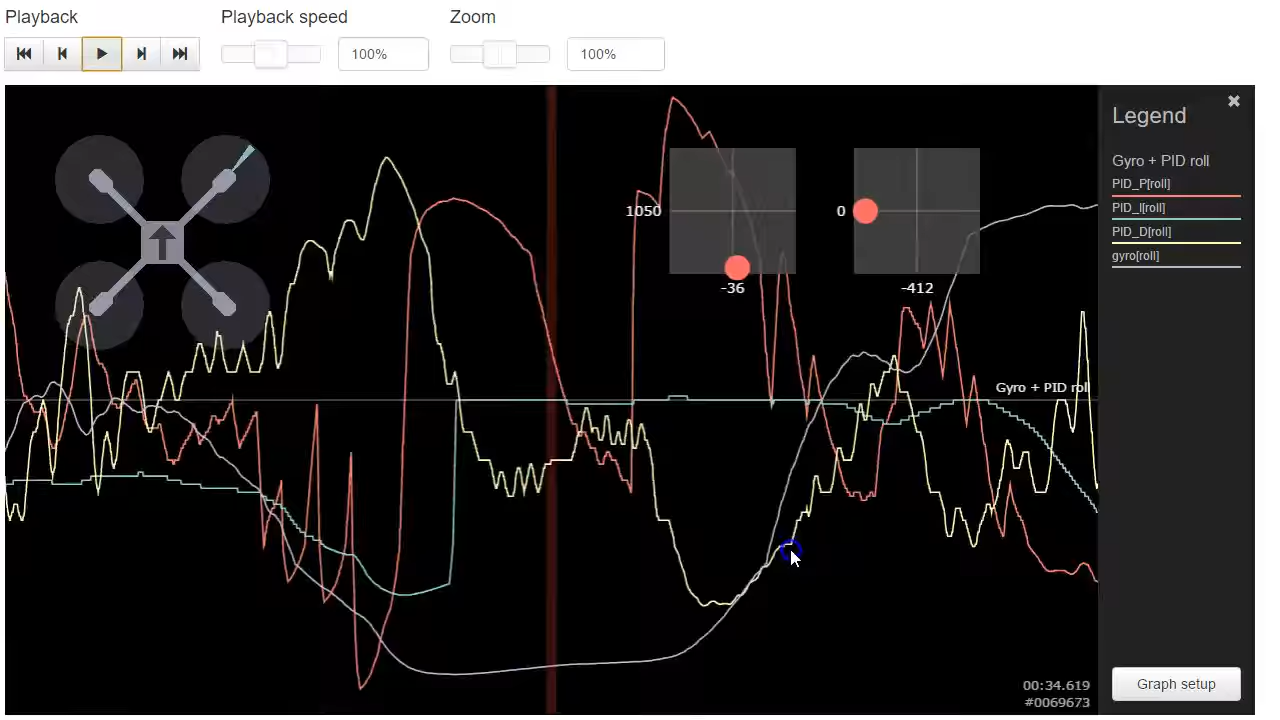 Playback
Playback speed
Zoom
100%
100%
Legend
Gyro + PID roll
PID_P[roll]
PID_I[roll]
PID_D[roll]
gyro[roll]
1050
0
-36
-412
Gyro + PID roll
00:34.619
#0069673
Graph setup